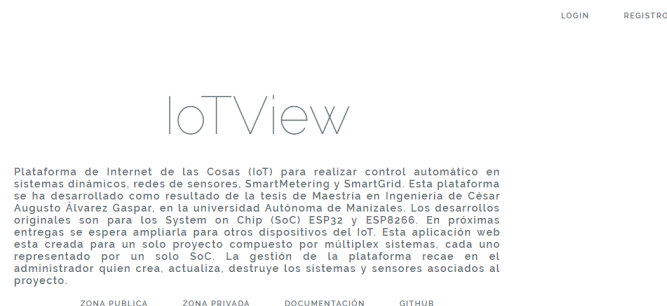 LOGIN REGISTRO
IoTView
Plataforma de Internet de las Cosas (IoT) para realizar control automático en
sistemas dinámicos, redes de sensores, SmartMetering y SmartGrid. Esta plataforma
se ha desarrollado como resultado de la tesis de Maestria en Ingenieria de César
Augusto Álvarez Gaspar, en la universidad Autónoma de Manizales. Los desarrollos
originales son para los System on Chip (SoC) ESP32 y ESP8266. En próximas
entregas se espera ampliarla para otros dispositivos del IoT. Esta aplicación web
esta creada para un solo proyecto compuesto por múltiplex sistemas, cada uno
representado por un solo SoC. La gestión de la plataforma recae en el
administrador quien crea, actualiza, destruye los sistemas y sensores asociados al
proyecto.
ZONA PUBLICA ZONA PRIVADA DOCUMENTACIÓN GITHUB